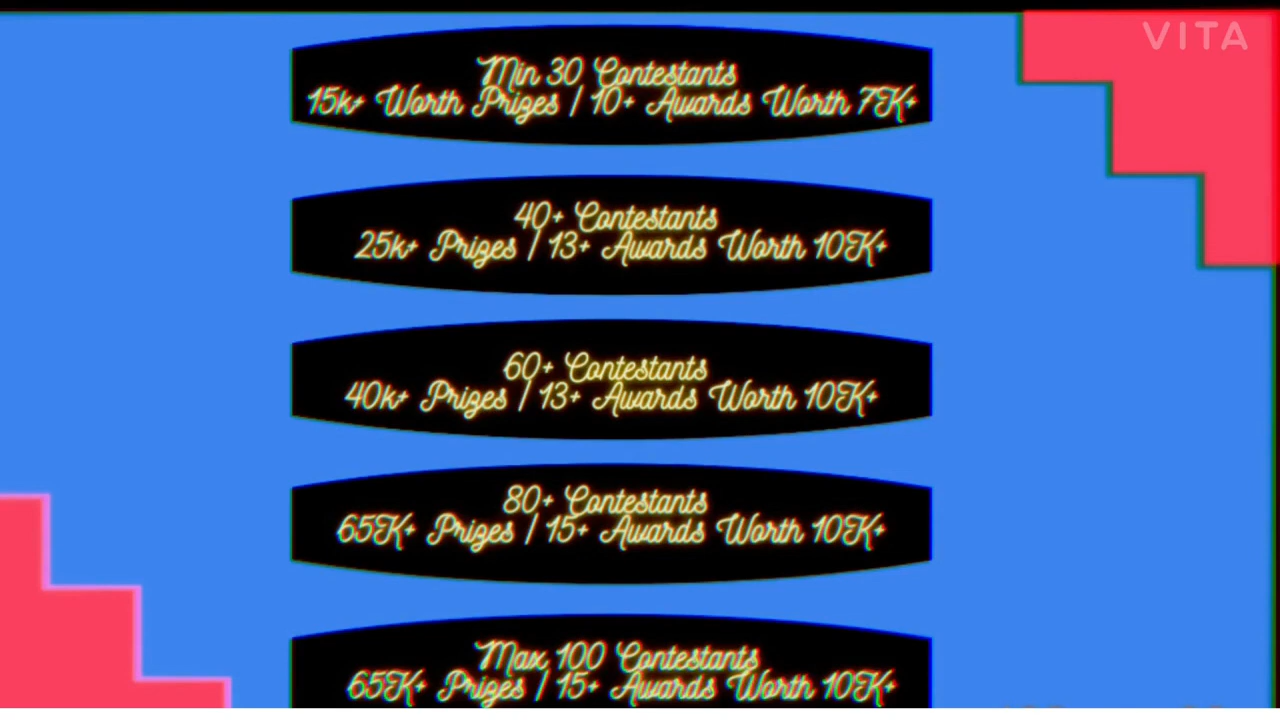 VITA
Min 30 Contestants
15k+ Worth Prizes / 10+ Awards Worth 7K+
40+ Contestants
25k+ Prizes / 13+ Awards Worth 10K+
60+ Contestants
40k+ Prizes / 13+ Awards Worth 10K+
80+ Contestants
65K+ Prizes / 15+ Awards Worth 10K+
Max 100 Contestants
65K+ Prizes / 15+ Awards Worth 10K+